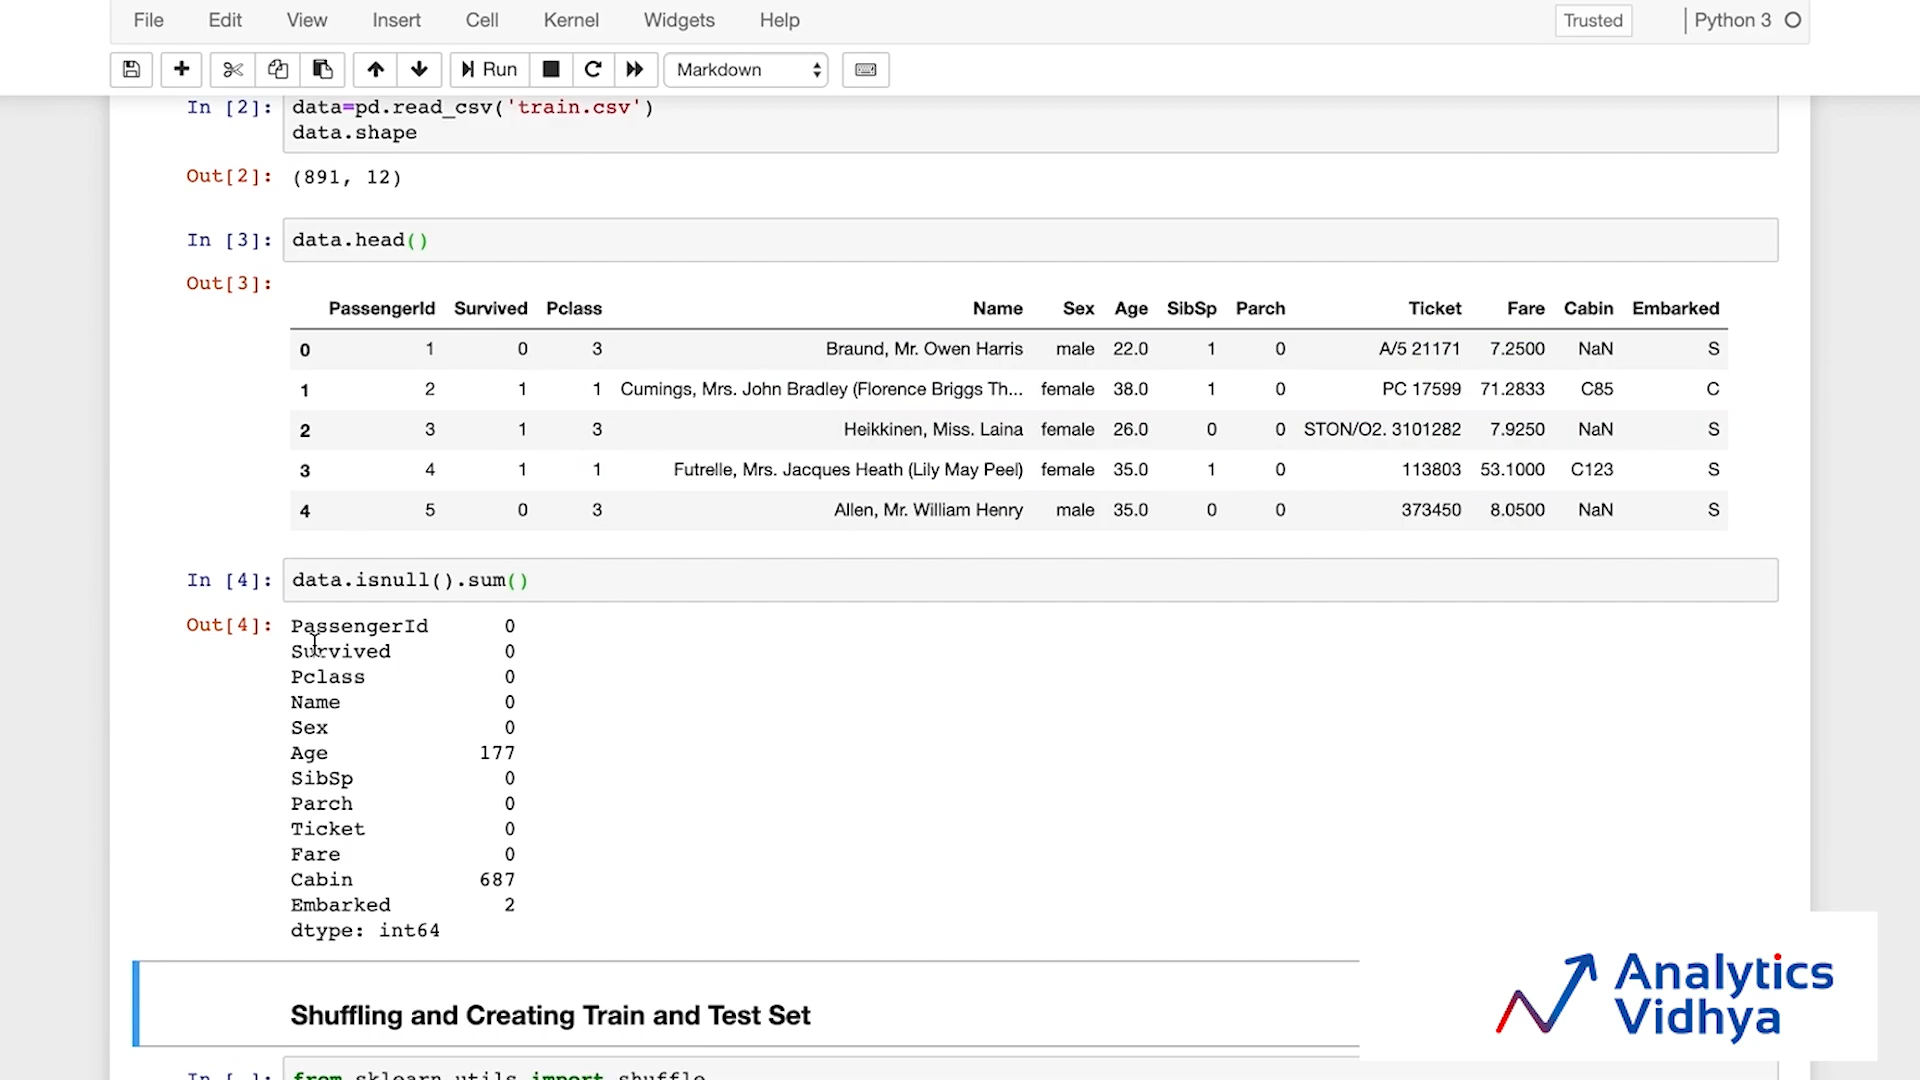 File Edit View Insert Cell Kernel Widgets Help Trusted Python 3
Run Markdown
In [2]: data=pd.read_csv('train.csv')
data.shape
Out[2]: (891, 12)
In [3]: data.head()
Out[3]:
PassengerId Survived Pclass Name Sex Age SibSp Parch Ticket Fare Cabin Embarked
0 1 0 3 Braund, Mr. Owen Harris male 22.0 1 0 A/5 21171 7.2500 NaN S
1 2 1 1 Cumings, Mrs. John Bradley (Florence Briggs Th... female 38.0 1 0 PC 17599 71.2833 C85 C
2 3 1 3 Heikkinen, Miss. Laina female 26.0 0 0 STON/O2. 3101282 7.9250 NaN S
3 4 1 1 Futrelle, Mrs. Jacques Heath (Lily May Peel) female 35.0 1 0 113803 53.1000 C123 S
4 5 0 3 Allen, Mr. William Henry male 35.0 0 0 373450 8.0500 NaN S
In [4]: data.isnull().sum()
Out[4]: PassengerId 0
Survived 0
Pclass 0
Name 0
Sex 0
Age 177
SibSp 0
Parch 0
Ticket 0
Fare 0
Cabin 687
Embarked 2
dtype: int64
Shuffling and Creating Train and Test Set
Analytics
Vidhya
In [ ]: from sklearn.utils import shuffle